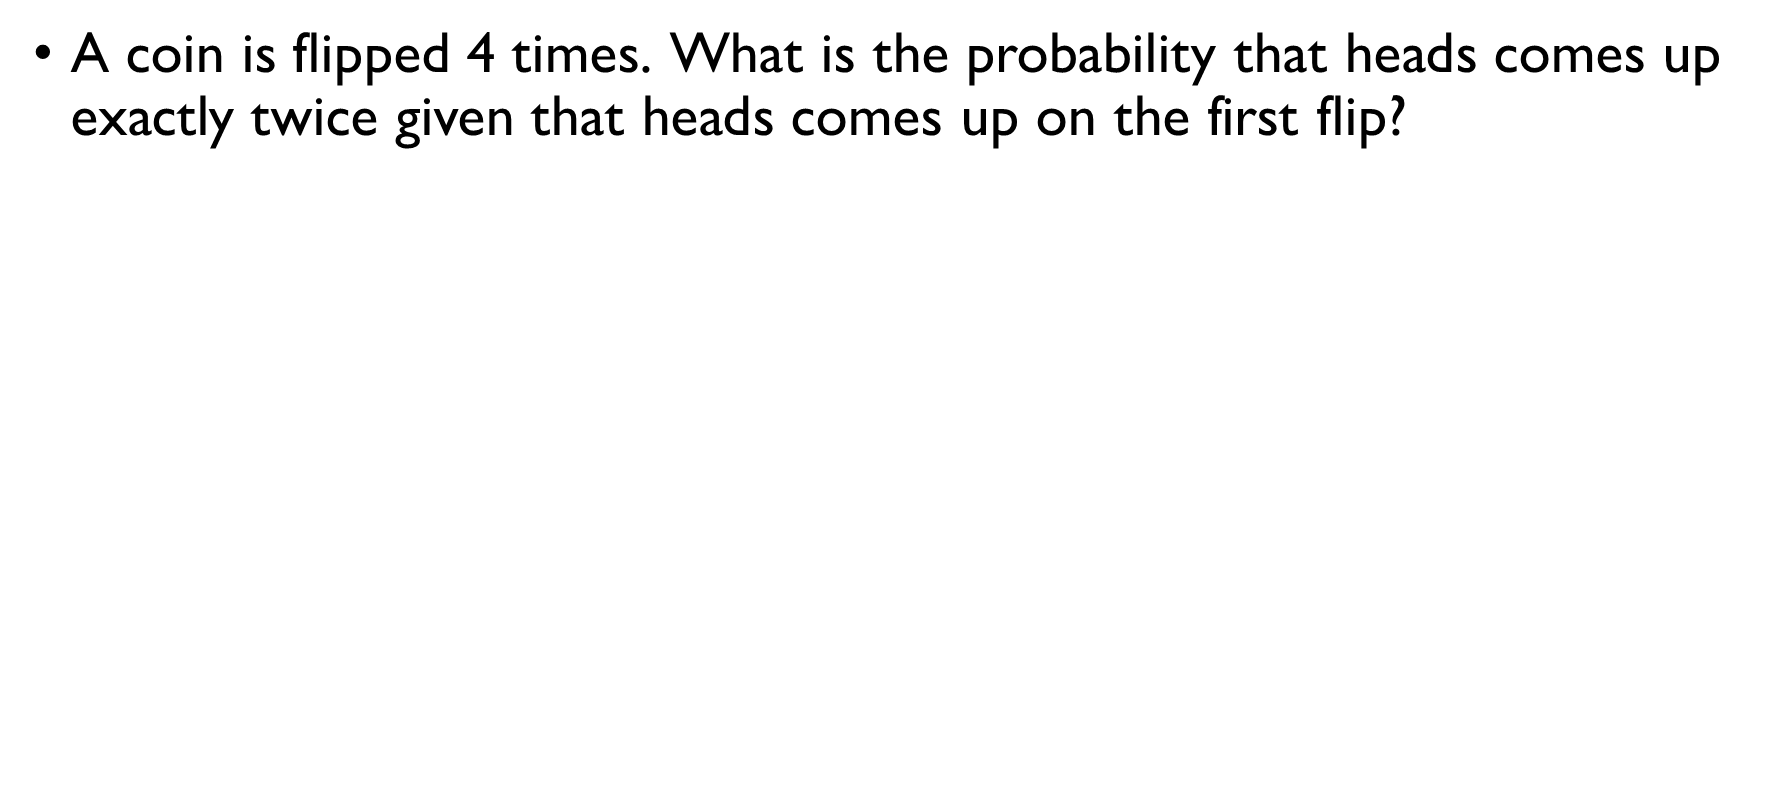 • A coin is flipped 4 times. What is the probability that heads comes up
exactly twice given that heads comes up on the first flip?